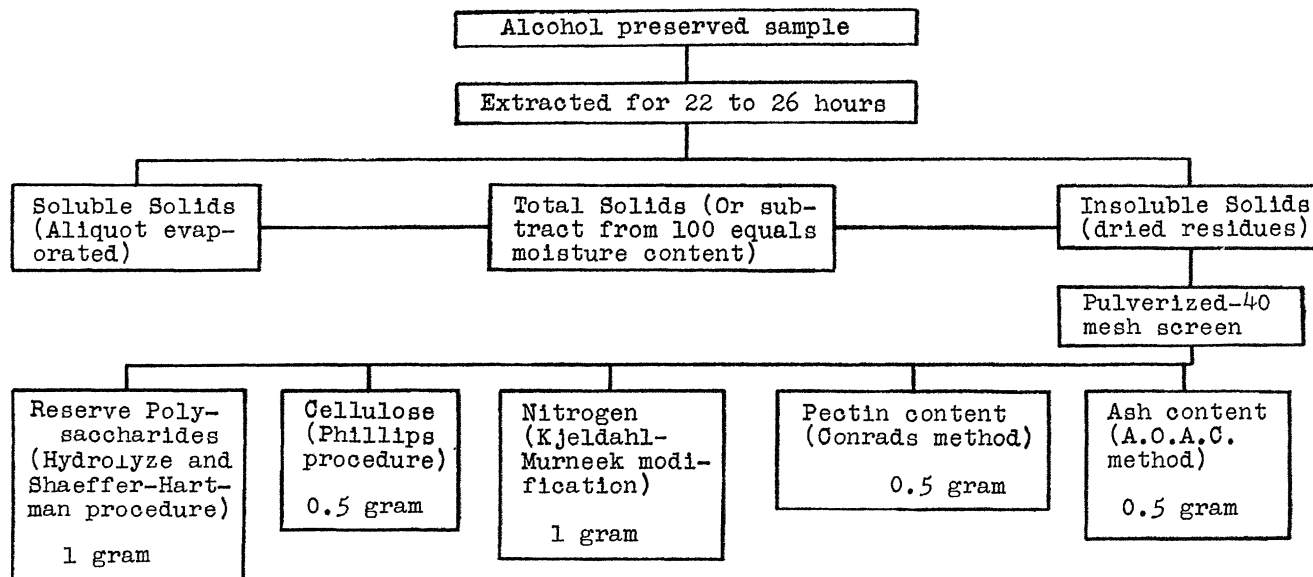 Alcohol preserved sample
Extracted for 22 to 26 hours
Soluble Solids
(Aliquot evap-
orated)
Total Solids (Or sub-
tract from 100 equals
moisture content)
Insoluble Solids
(dried residues)
Pulverized-40
mesh screen
Reserve Poly-
saccharides
(Hydrolyze and
Shaeffer-Hart-
man procedure)
1 gram
Cellulose
(Phillips
procedure)
0.5 gram
Nitrogen
(Kjeldahl-
Murneek modi-
fication)
1 gram
Pectin content
(Conrads method)
0.5 gram
Ash content
(A.O.A.C.
method)
0.5 gram